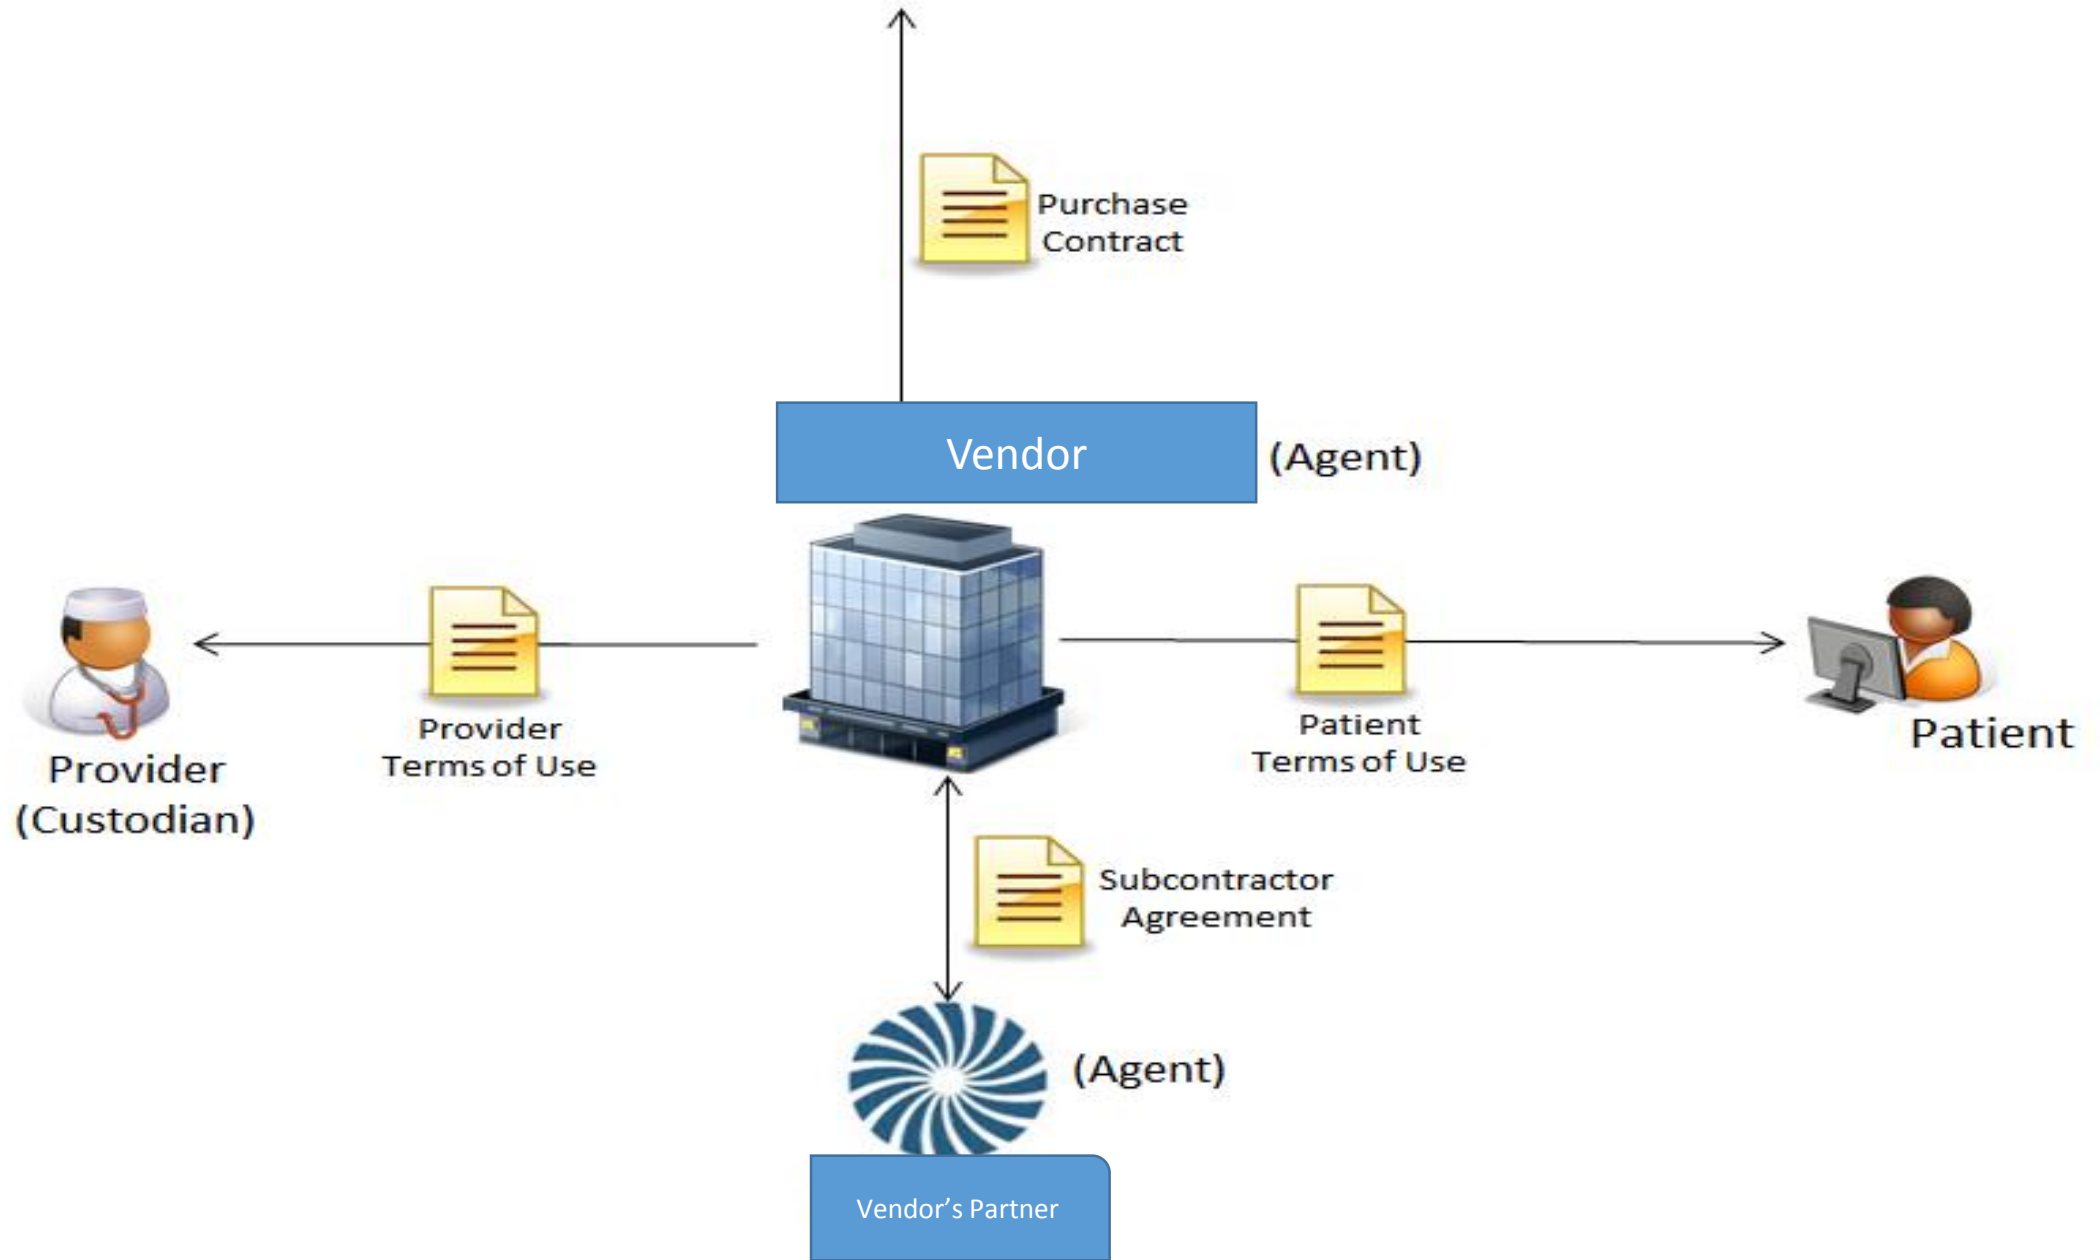 Purchase
Contract
Vendor
(Agent)
Provider
Terms of Use
Patient
Terms of Use
Patient
Provider
(Custodian)
Subcontractor
Agreement
(Agent)
Vendor’s Partner